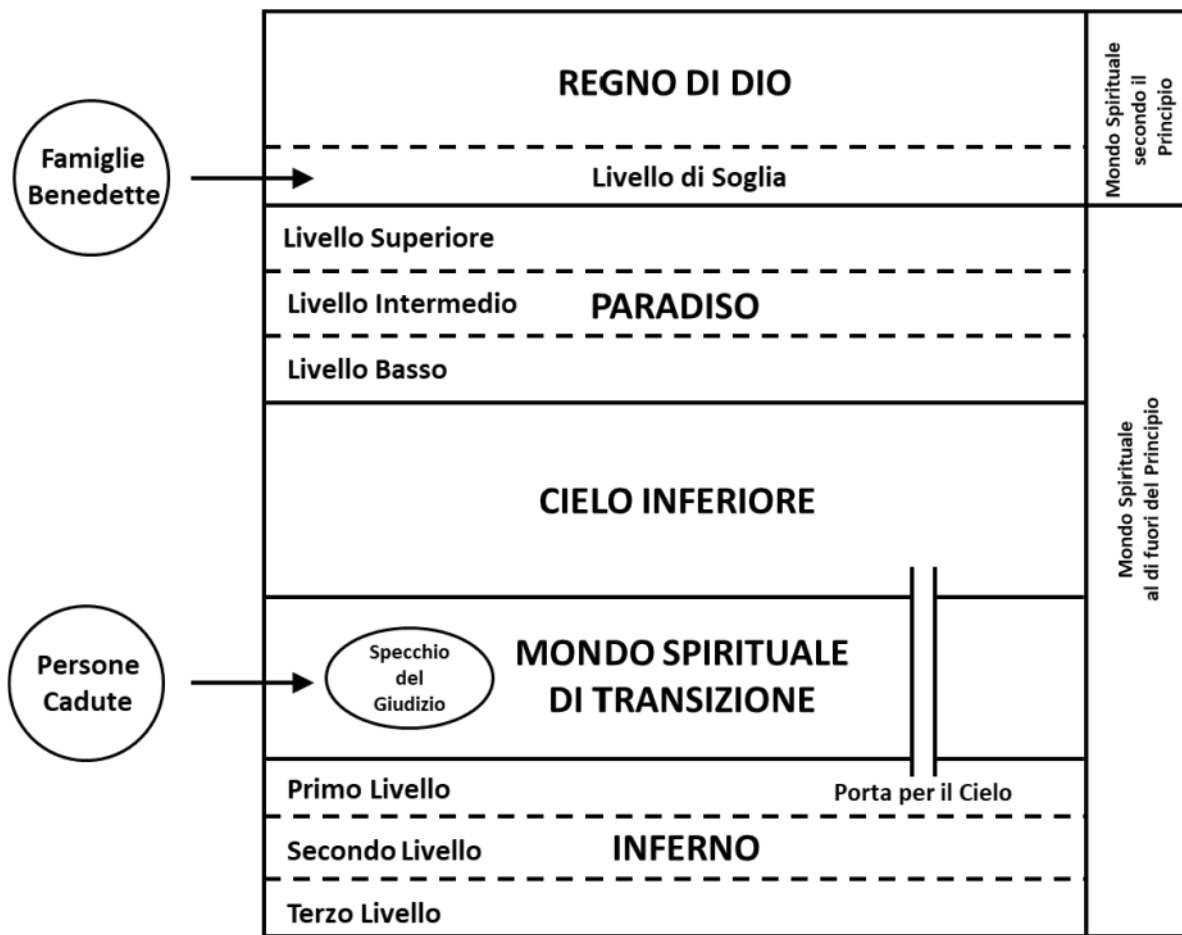 REGNO DI DIO
Mondo Spirituale
secondo il
Principio
Famiglie
Benedette
Livello di Soglia
Livello Superiore
Livello Intermedio
PARADISO
Livello Basso
CIELO INFERIORE
Mondo Spirituale
al di fuori del Principio
Persone
Cadute
Specchio
del
Giudizio
MONDO SPIRITUALE
DI TRANSIZIONE
Primo Livello
Porta per il Cielo
Secondo Livello
INFERNO
Terzo Livello